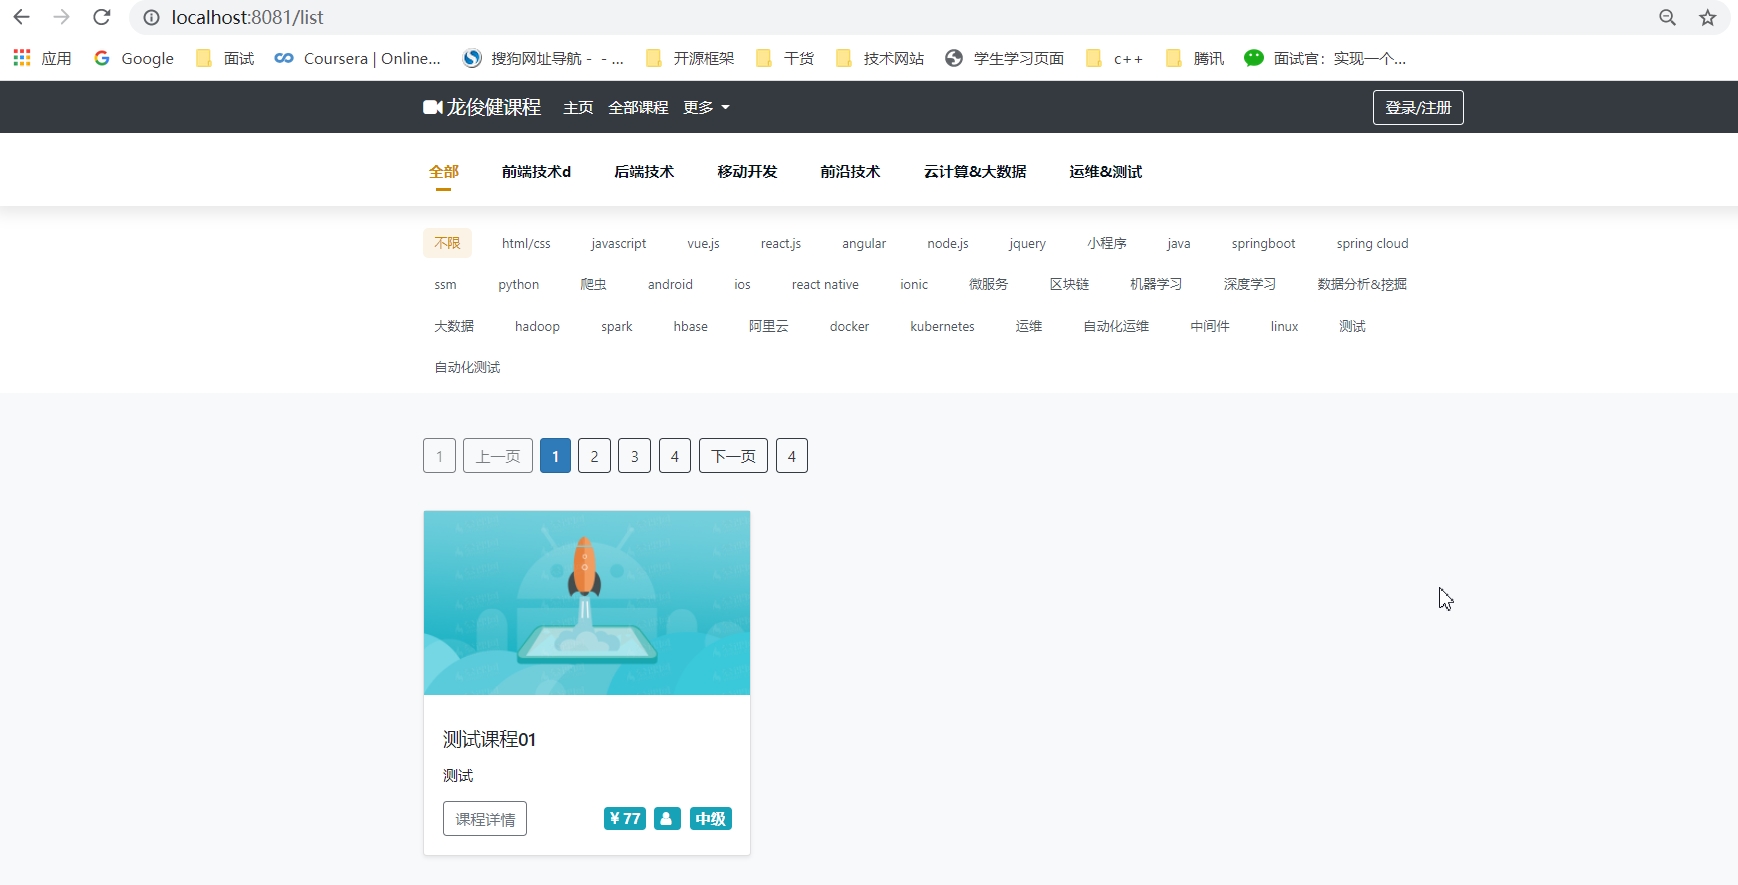 localhost:8081/list
应用 Google 面试 Coursera | Online... 搜狗网址导航 - - ... 开源框架 干货 技术网站 学生学习页面 c++ 腾讯 面试官：实现一个...
龙俊健课程 主页 全部课程 更多 登录/注册
全部 前端技术d 后端技术 移动开发 前沿技术 云计算&大数据 运维&测试
不限 html/css javascript vue.js react.js angular node.js jquery 小程序 java springboot spring cloud
ssm python 爬虫 android ios react native ionic 微服务 区块链 机器学习 深度学习 数据分析&挖掘
大数据 hadoop spark hbase 阿里云 docker kubernetes 运维 自动化运维 中间件 linux 测试
自动化测试
1 上一页 1 2 3 4 下一页 4
测试课程01
测试
课程详情 ¥ 77 中级